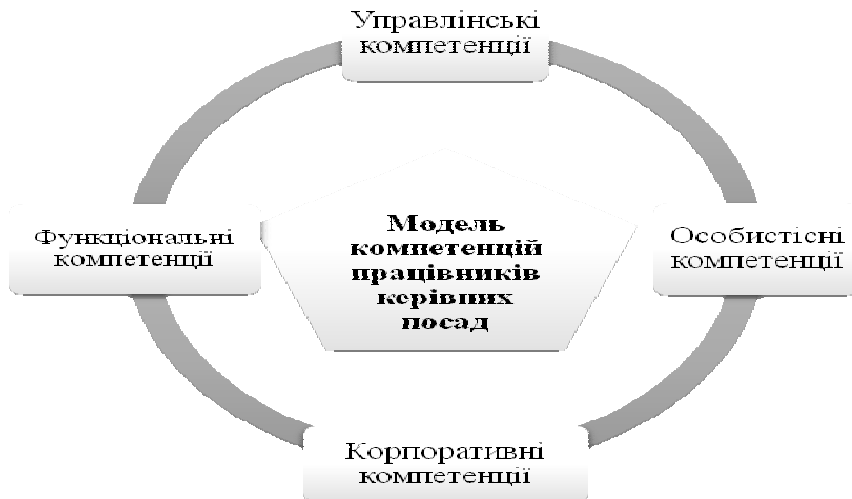 Управлінські
компетенції
Функціональні
компетенції
Модель
компетенцій
працівників
керівних
посад
Особистісні
компетенції
Корпоративні
компетенції